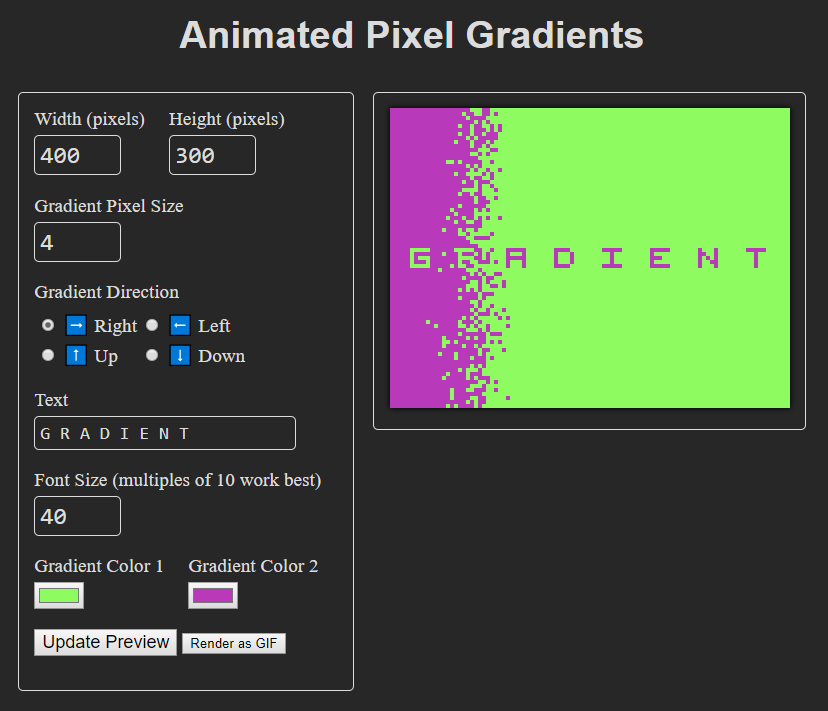 Animated Pixel Gradients
Width (pixels) Height (pixels)
400 300
Gradient Pixel Size
4
Gradient Direction
→ Right ← Left
↑ Up ↓ Down
Text
G R A D I E N T
Font Size (multiples of 10 work best)
40
Gradient Color 1 Gradient Color 2
Update Preview Render as GIF
G R A D I E N T